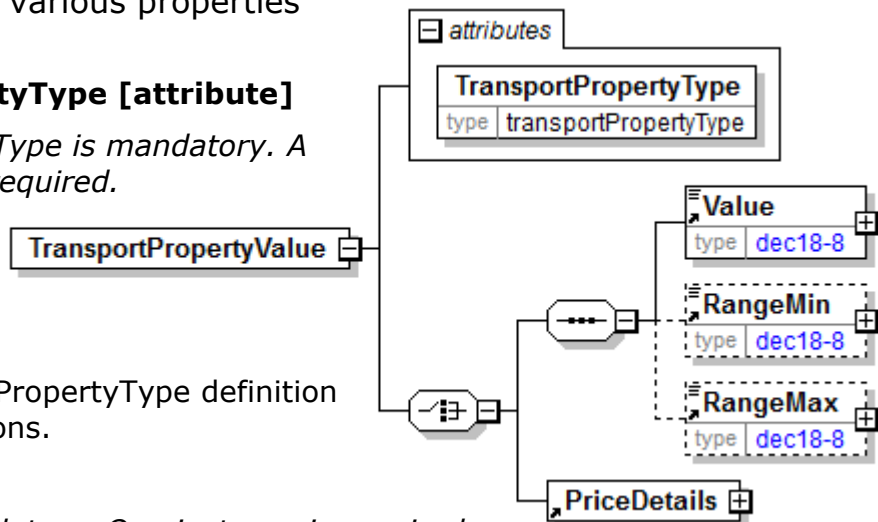 various properties
attributes
tyType [attribute]
TransportPropertyType
type transportPropertyType
Type is mandatory. A
required.
Value
type dec18-8
TransportPropertyValue
RangeMin
type dec18-8
PropertyType definition
ons.
RangeMax
type dec18-8
PriceDetails